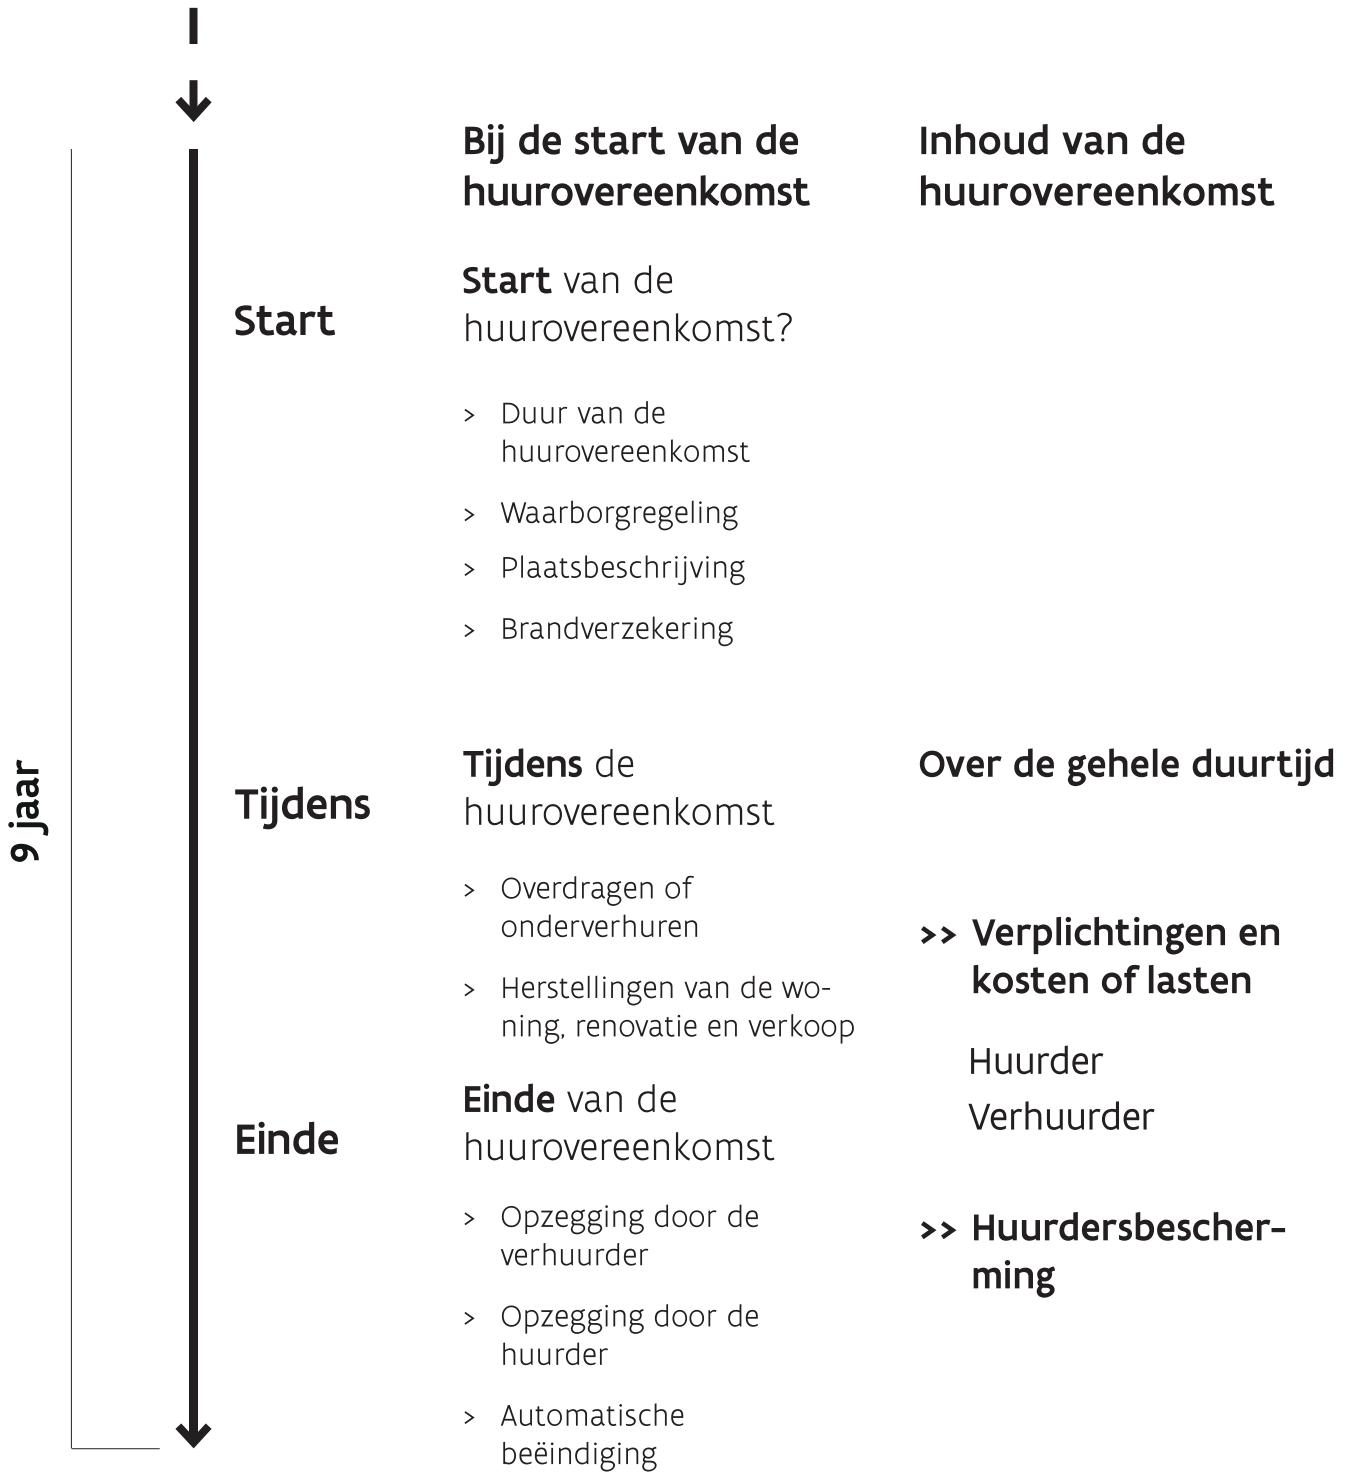 Bij de start van de
huurovereenkomst
Inhoud van de
huurovereenkomst
9 jaar
Start
Start van de
huurovereenkomst?
> Duur van de
huurovereenkomst
> Waarborgregeling
> Plaatsbeschrijving
> Brandverzekering
Tijdens
Tijdens de
huurovereenkomst
> Overdragen of
onderverhuren
> Herstellingen van de wo-
ning, renovatie en verkoop
Einde
Einde van de
huurovereenkomst
> Opzegging door de
verhuurder
> Opzegging door de
huurder
> Automatische
beëindiging
Over de gehele duurtijd
>> Verplichtingen en
kosten of lasten
Huurder
Verhuurder
>> Huurdersbescher-
ming